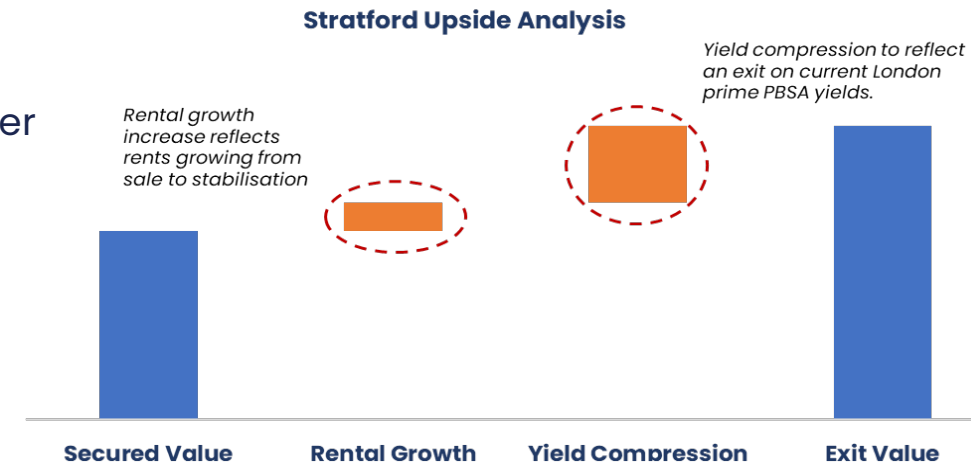 Stratford Upside Analysis
Yield compression to reflect
an exit on current London
prime PBSA yields.
er
Rental growth
increase reflects
rents growing from
sale to stabilisation
Secured Value
Rental Growth
Yield Compression
Exit Value